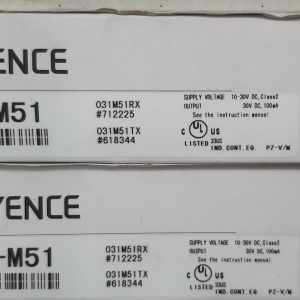 ENCE
M51
031M51RX
#712225
031M51TX
#618344
SUPPLY VOLTAGE 10-30V DC, Class2
OUTPUT 30V DC, 100mA
See the instruction manual
C UL US
LISTED 33US
IND. CONT. EQ. PZ-V/M
YENCE
-M51
031M51RX
#712225
031M51TX
#618344
SUPPLY VOLTAGE 10-30V DC, Class2
OUTPUT 30V DC, 100mA
See the instruction manual
C UL US
LISTED 33US
IND. CONT. EQ. PZ-V/M